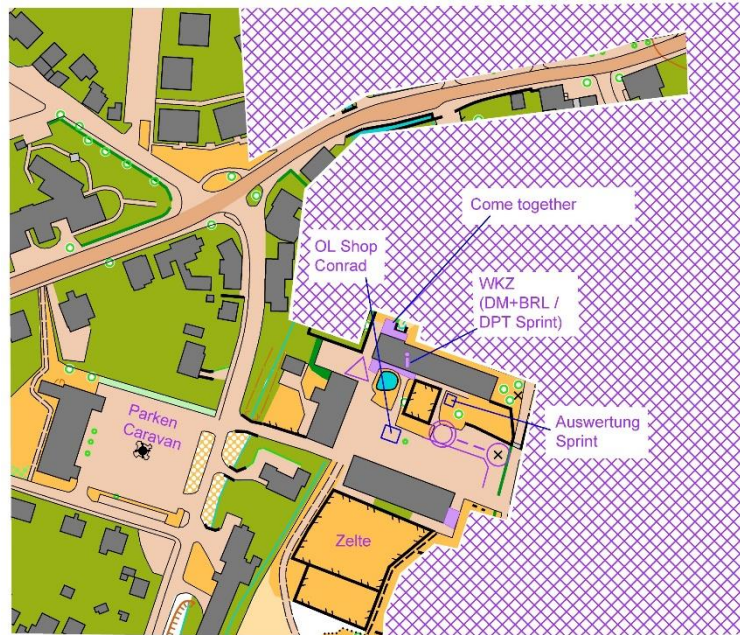 Come together
OL Shop
Conrad
WKZ
(DM+BRL /
DPT Sprint)
i
Parken
Caravan
Auswertung
Sprint
Zelte